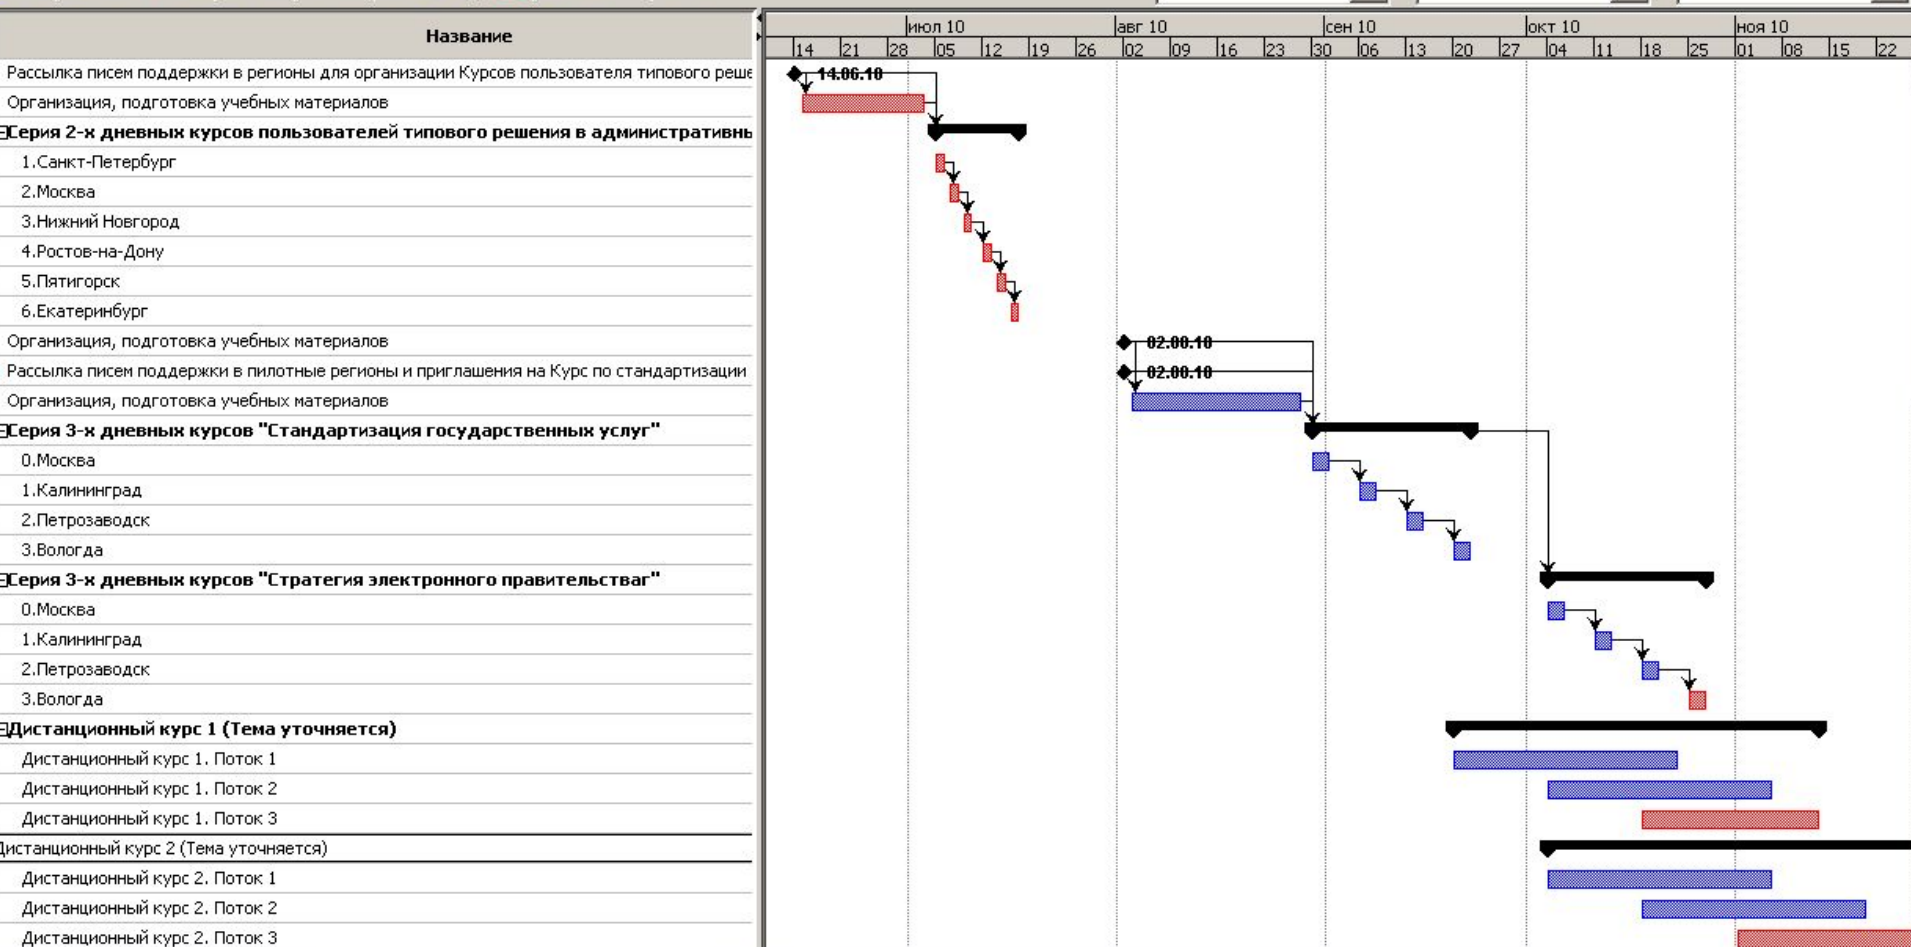 Название
июл 10 авг 10 сен 10 окт 10 ноя 10
14 21 28 05 12 19 26 02 09 16 23 30 06 13 20 27 04 11 18 25 01 08 15 22
Рассылка писем поддержки в регионы для организации Курсов пользователя типового реше
14.06.10
Организация, подготовка учебных материалов
Серия 2-х дневных курсов пользователей типового решения в административнь
1.Санкт-Петербург
2.Москва
3.Нижний Новгород
4.Ростов-на-Дону
5.Пятигорск
6.Екатеринбург
Организация, подготовка учебных материалов
02.08.10
Рассылка писем поддержки в пилотные регионы и приглашения на Курс по стандартизации
02.08.10
Организация, подготовка учебных материалов
Серия 3-х дневных курсов "Стандартизация государственных услуг"
0.Москва
1.Калининград
2.Петрозаводск
3.Вологда
Серия 3-х дневных курсов "Стратегия электронного правительстваг"
0.Москва
1.Калининград
2.Петрозаводск
3.Вологда
Дистанционный курс 1 (Тема уточняется)
Дистанционный курс 1. Поток 1
Дистанционный курс 1. Поток 2
Дистанционный курс 1. Поток 3
Дистанционный курс 2 (Тема уточняется)
Дистанционный курс 2. Поток 1
Дистанционный курс 2. Поток 2
Дистанционный курс 2. Поток 3